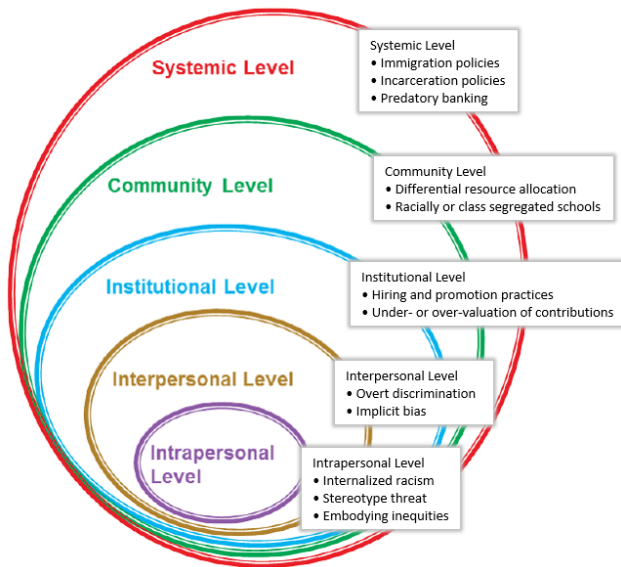 Systemic Level
Systemic Level
• Immigration policies
• Incarceration policies
• Predatory banking
Community Level
Community Level
• Differential resource allocation
• Racially or class segregated schools
Institutional Level
Institutional Level
• Hiring and promotion practices
• Under- or over-valuation of contributions
Interpersonal Level
Interpersonal Level
• Overt discrimination
• Implicit bias
Intrapersonal
Level
Intrapersonal Level
• Internalized racism
• Stereotype threat
• Embodying inequities